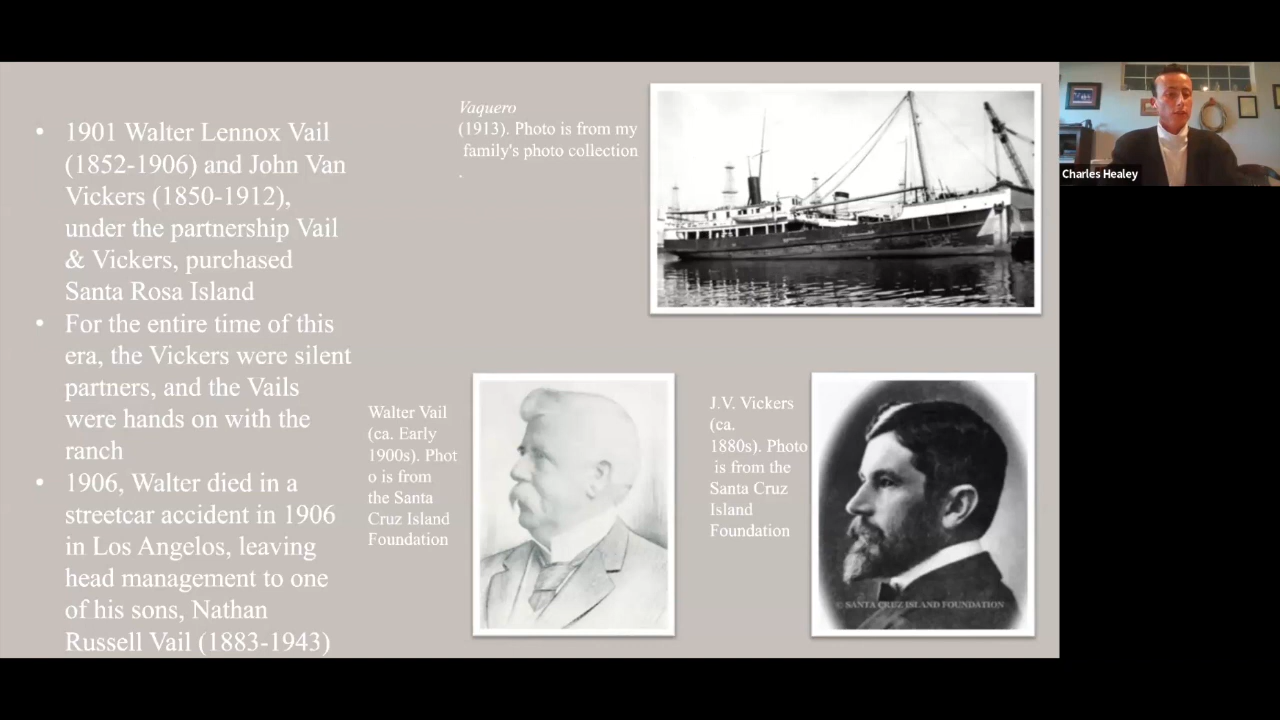 • 1901 Walter Lennox Vail
(1852-1906) and John Van
Vickers (1850-1912),
under the partnership Vail
& Vickers, purchased
Santa Rosa Island
• For the entire time of this
era, the Vickers were silent
partners, and the Vails
were hands on with the
ranch
• 1906, Walter died in a
streetcar accident in 1906
in Los Angelos, leaving
head management to one
of his sons, Nathan
Russell Vail (1883-1943)
Vaquero
(1913). Photo is from my
family's photo collection
.
Walter Vail
(ca. Early
1900s). Phot
o is from
the Santa
Cruz Island
Foundation
J.V. Vickers
(ca.
1880s). Photo
is from the
Santa Cruz
Island
Foundation
© SANTA CRUZ ISLAND FOUNDATION
Charles Healey